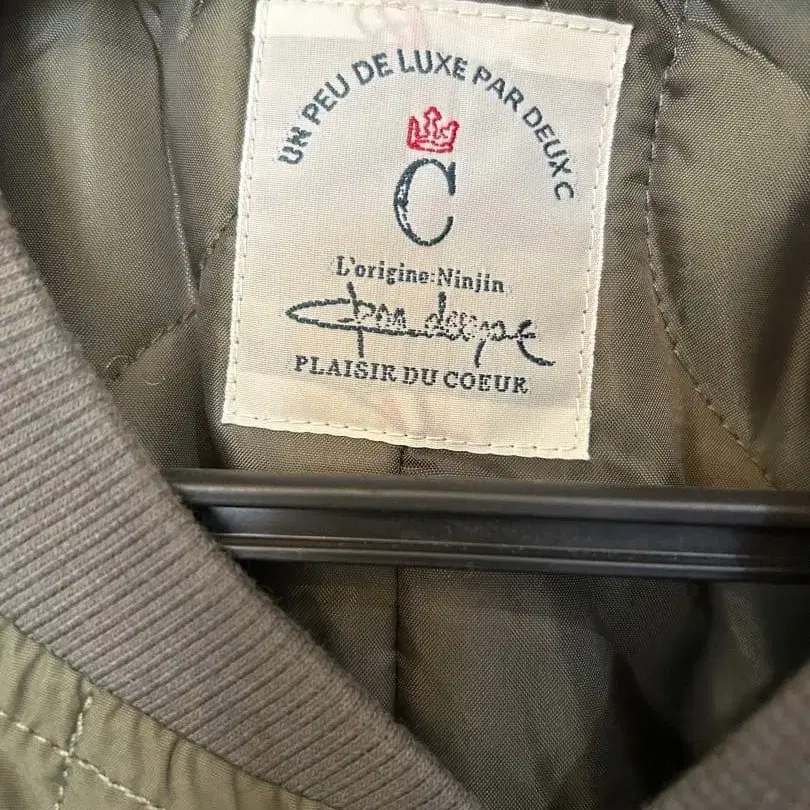 UN PEU DE LUXE PAR DEUX C
C
L'origine:Ninjin
PLAISIR DU COEUR